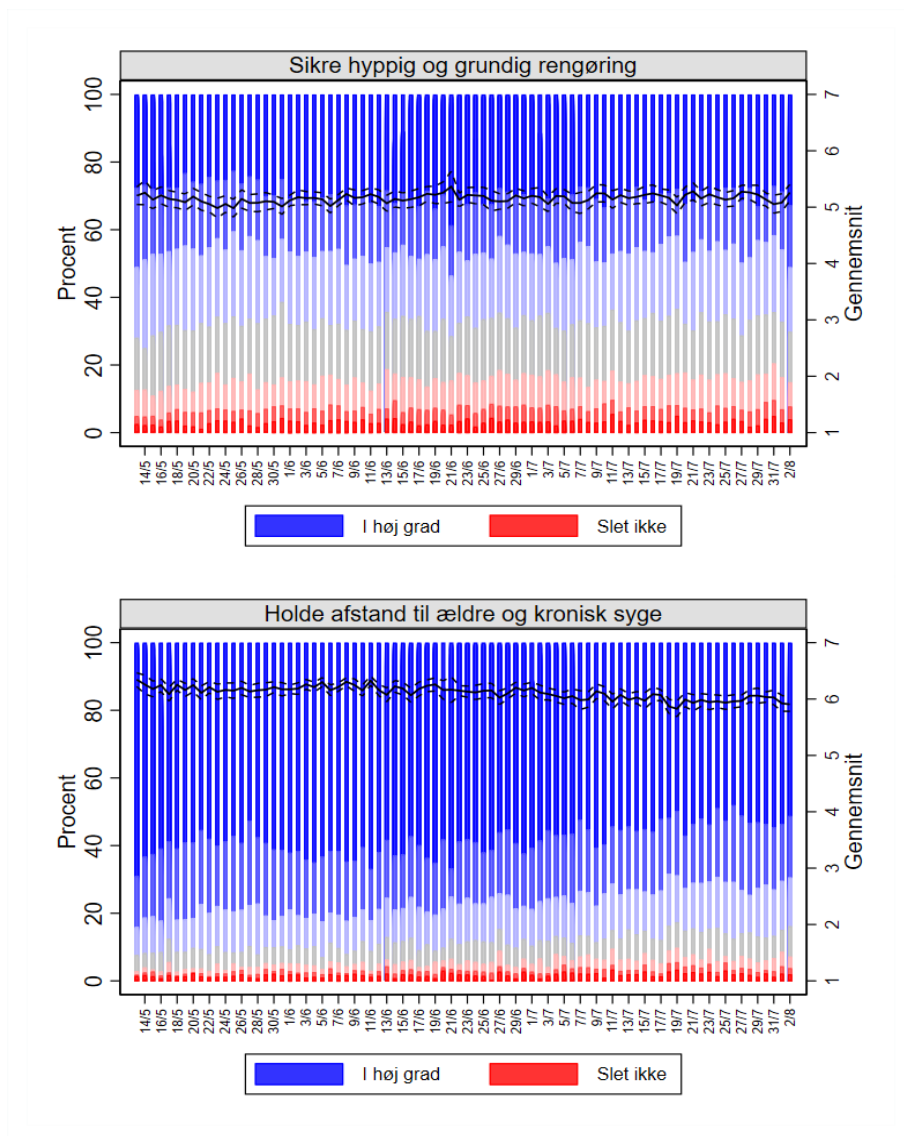 Sikre hyppig og grundig rengøring
Procent
100
80
60
40
20
0
7
6
5
4
3
2
1
Gennemsnit
14/5 16/5 18/5 20/5 22/5 24/5 26/5 28/5 30/5 1/6 3/6 5/6 7/6 9/6 11/6 13/6 15/6 17/6 19/6 21/6 23/6 25/6 27/6 29/6 1/7 3/7 5/7 7/7 9/7 11/7 13/7 15/7 17/7 19/7 21/7 23/7 25/7 27/7 29/7 31/7 2/8
I høj grad Slet ikke
Holde afstand til ældre og kronisk syge
Procent
100
80
60
40
20
0
7
6
5
4
3
2
1
Gennemsnit
14/5 16/5 18/5 20/5 22/5 24/5 26/5 28/5 30/5 1/6 3/6 5/6 7/6 9/6 11/6 13/6 15/6 17/6 19/6 21/6 23/6 25/6 27/6 29/6 1/7 3/7 5/7 7/7 9/7 11/7 13/7 15/7 17/7 19/7 21/7 23/7 25/7 27/7 29/7 31/7 2/8
I høj grad Slet ikke